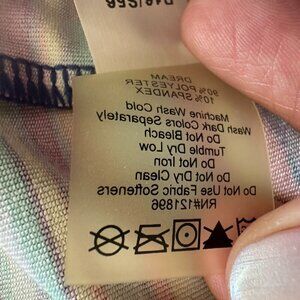 DREAM
90% POLYESTER
10% SPANDEX
Machine Wash Cold
Wash Dark Colors Separately
Do Not Bleach
Tumble Dry Low
Do Not Iron
Do Not Dry Clean
Do Not Use Fabric Softeners
RN#121896